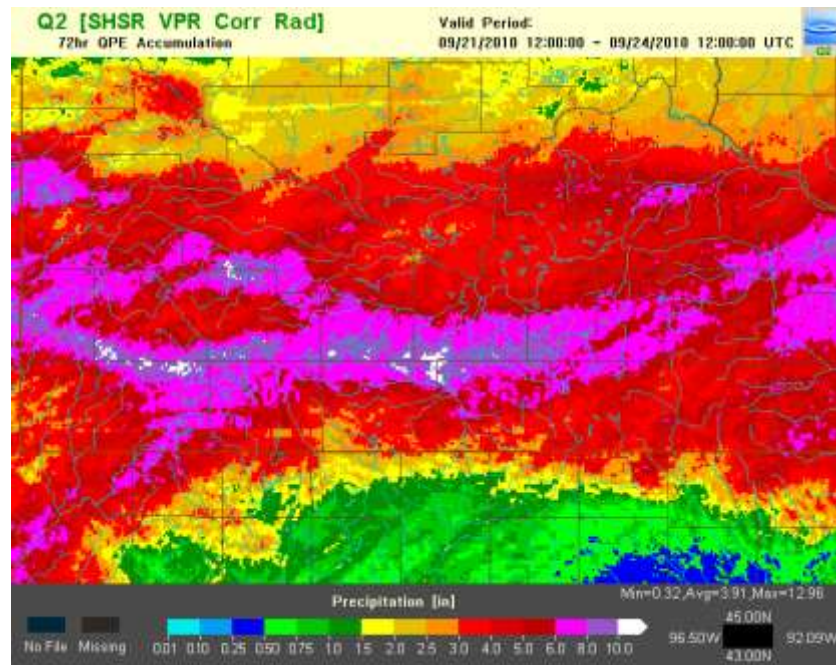 Q2 [SHSR VPR Corr Rad]
72hr QPE Accumulation
Valid Period:
09/21/2010 12:00:00 - 09/24/2010 12:00:00 UTC
Q2
Precipitation [in]
Min=0.32,Avg=3.91,Max=12.96
No File Missing
0.01 0.10 0.25 0.50 0.75 1.0 1.5 2.0 2.5 3.0 4.0 5.0 6.0 8.0 10.0
45.00N
96.50W 92.09W
43.00N